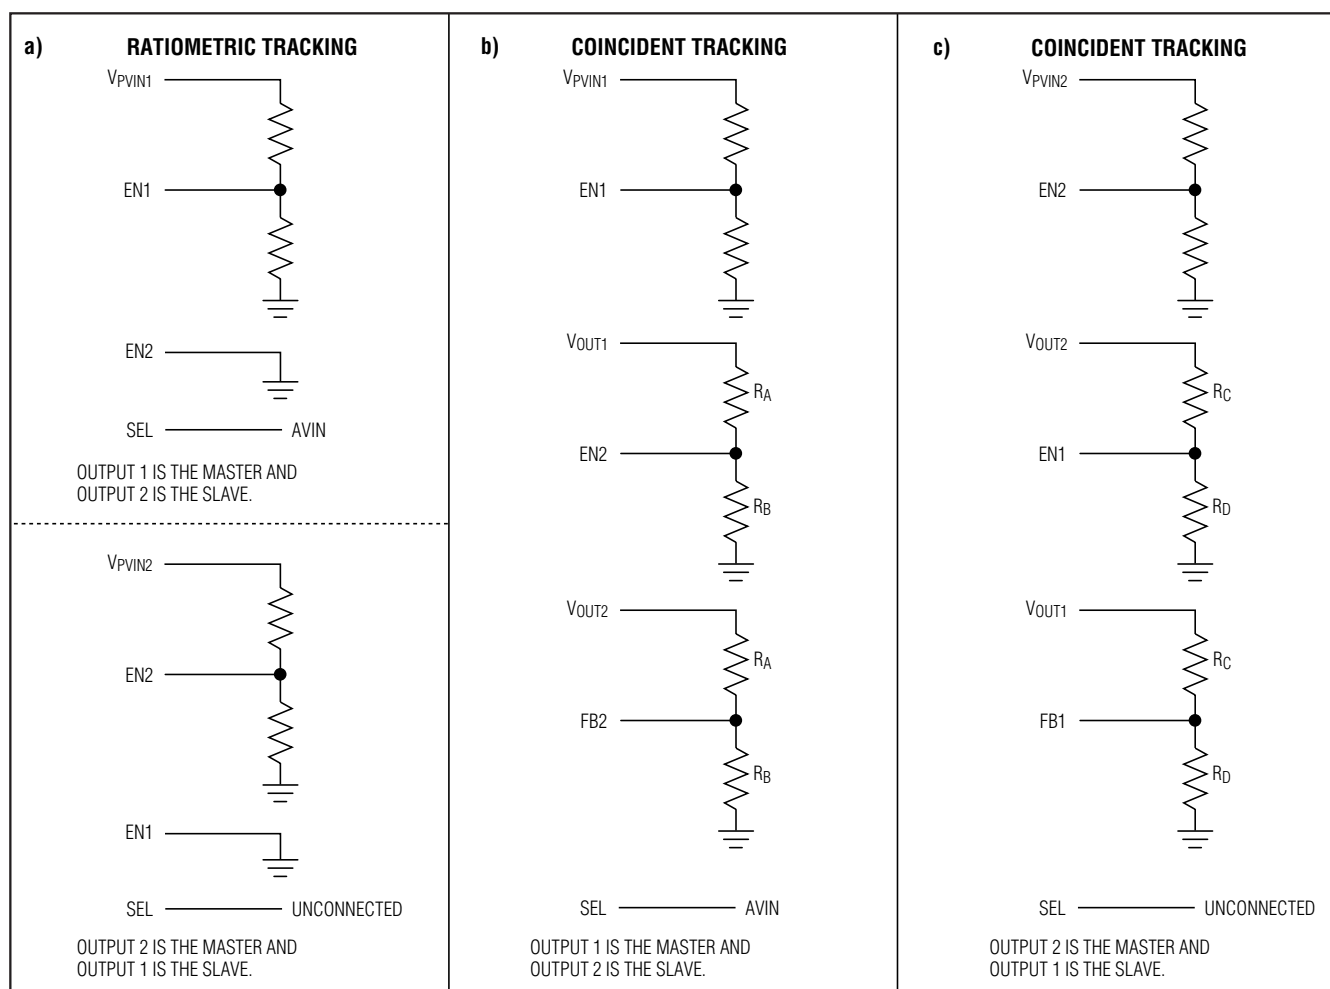 a) RATIOMETRIC TRACKING
VPVIN1
EN1
EN2
SEL AVIN
OUTPUT 1 IS THE MASTER AND
OUTPUT 2 IS THE SLAVE.
VPVIN2
EN2
EN1
SEL UNCONNECTED
OUTPUT 2 IS THE MASTER AND
OUTPUT 1 IS THE SLAVE.
b) COINCIDENT TRACKING
VPVIN1
EN1
VOUT1
RA
EN2
RB
VOUT2
RA
FB2
RB
SEL AVIN
OUTPUT 1 IS THE MASTER AND
OUTPUT 2 IS THE SLAVE.
c) COINCIDENT TRACKING
VPVIN2
EN2
VOUT2
RC
EN1
RD
VOUT1
RC
FB1
RD
SEL UNCONNECTED
OUTPUT 2 IS THE MASTER AND
OUTPUT 1 IS THE SLAVE.